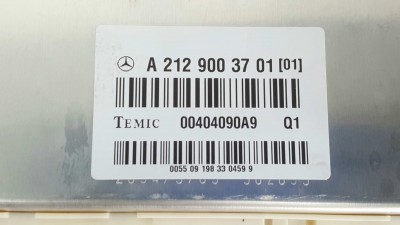 A 212 900 37 01 [01]
TEMIC 00404090A9 Q1
0055 09 198 33 0459 9